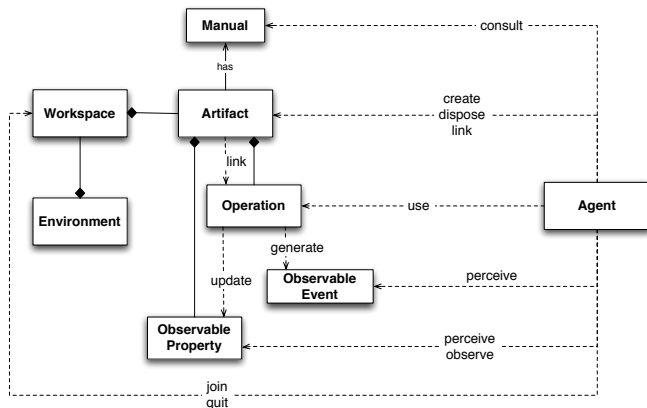 Manual
consult
has
Workspace
Artifact
create
dispose
link
link
Environment
Operation
use
Agent
generate
update
Observable
Event
perceive
Observable
Property
perceive
observe
join
quit